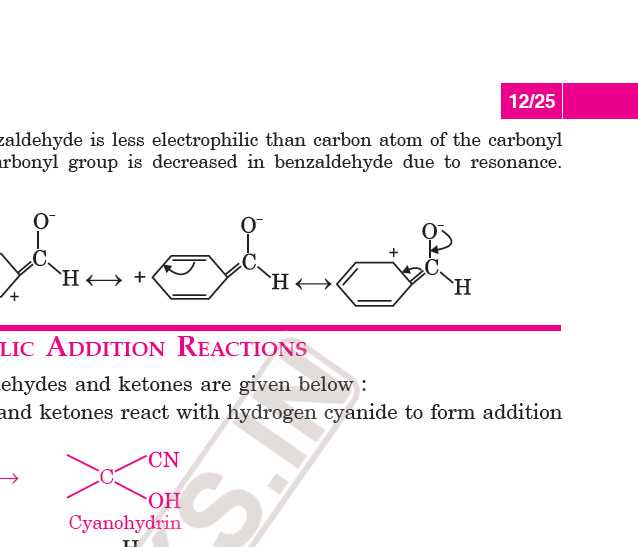 12/25
zaldehyde is less electrophilic than carbon atom of the carbonyl
arbonyl group is decreased in benzaldehyde due to resonance.
O⁻ O⁻ O⁻
C C + C
H ⟷ + H ⟷ H
+
LIC ADDITION REACTIONS
dehydes and ketones are given below :
and ketones react with hydrogen cyanide to form addition
CN
→ C
OH
Cyanohydrin
H
S.IN